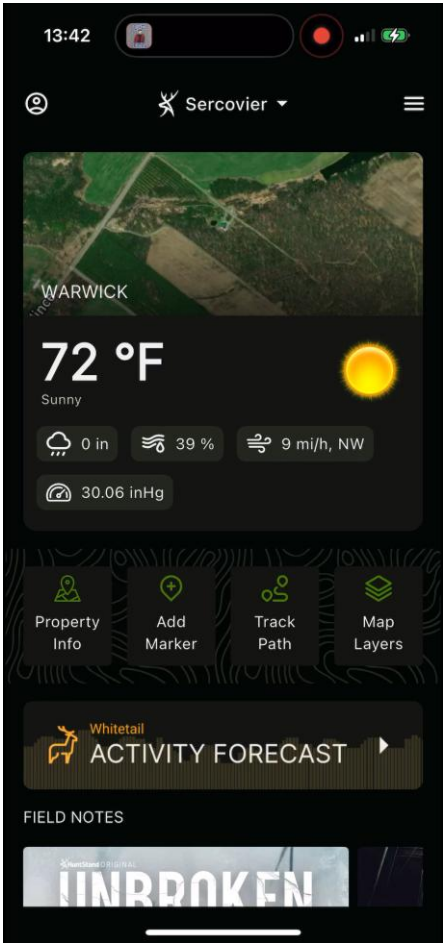 13:42
Sercovier
WARWICK
72 °F
Sunny
0 in
39 %
9 mi/h, NW
30.06 inHg
Property
Info
Add
Marker
Track
Path
Map
Layers
Whitetail
ACTIVITY FORECAST
FIELD NOTES
HuntStand ORIGINAL
UNBROKEN